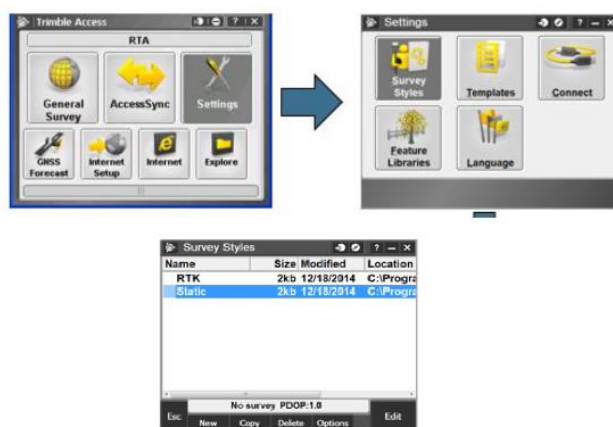 Trimble Access
RTA
General Survey
AccessSync
Settings
GNSS Forecast
Internet Setup
Internet
Explore
Settings
Survey Styles
Templates
Connect
Feature Libraries
Language
Survey Styles
Name Size Modified Location
RTK 2kb 12/18/2014 C:\Progra
Static 2kb 12/18/2014 C:\Progra
No survey PDOP:1.0
Esc New Copy Delete Options Edit